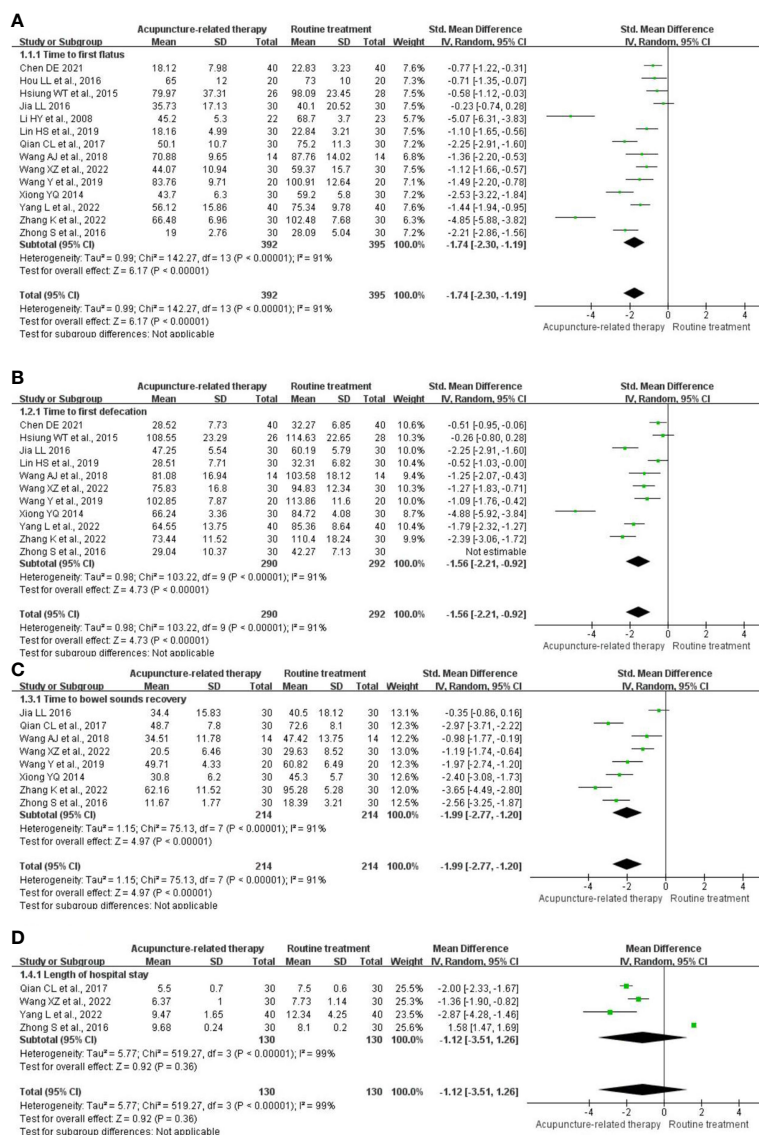 A
Acupuncture-related therapy Routine treatment Std. Mean Difference Std. Mean Difference
Study or Subgroup Mean SD Total Mean SD Total Weight IV, Random, 95% CI IV, Random, 95% CI
1.1.1 Time to first flatus
Chen DE 2021 18.12 7.98 40 22.83 3.23 40 7.6% -0.77 [-1.22, -0.31]
Hou LL et al., 2016 65 12 20 73 10 20 7.2% -0.71 [-1.35, -0.07]
Hsiung WT et al., 2015 79.97 37.31 26 98.09 23.45 28 7.4% -0.58 [-1.12, -0.03]
Jia LL 2016 35.73 17.13 30 40.1 20.52 30 7.5% -0.23 [-0.74, 0.28]
Li HY et al., 2008 45.2 5.3 22 68.7 3.7 23 5.1% -5.07 [-6.31, -3.83]
Lin HS et al., 2019 18.16 4.99 30 22.84 3.21 30 7.4% -1.10 [-1.65, -0.56]
Qian CL et al., 2017 50.1 10.7 30 75.2 11.3 30 7.2% -2.25 [-2.91, -1.60]
Wang AJ et al., 2018 70.88 9.65 14 87.76 14.02 14 6.7% -1.36 [-2.20, -0.53]
Wang XZ et al., 2022 44.07 10.94 30 59.37 15.7 30 7.4% -1.12 [-1.66, -0.57]
Wang Y et al., 2019 83.76 9.71 20 100.91 12.64 20 7.0% -1.49 [-2.20, -0.78]
Xiong YQ 2014 43.7 6.3 30 59.2 5.8 30 7.1% -2.53 [-3.22, -1.84]
Yang L et al., 2022 56.12 15.86 40 75.34 9.78 40 7.5% -1.44 [-1.94, -0.95]
Zhang K et al., 2022 66.48 6.96 30 102.48 7.68 30 5.8% -4.85 [-5.88, -3.82]
Zhong S et al., 2016 19 2.76 30 28.09 5.04 30 7.2% -2.21 [-2.86, -1.56]
Subtotal (95% CI) 392 395 100.0% -1.74 [-2.30, -1.19]
Heterogeneity: Tau² = 0.99; Chi² = 142.27, df = 13 (P < 0.00001); I² = 91%
Test for overall effect: Z = 6.17 (P < 0.00001)
Total (95% CI) 392 395 100.0% -1.74 [-2.30, -1.19]
Heterogeneity: Tau² = 0.99; Chi² = 142.27, df = 13 (P < 0.00001); I² = 91%
Test for overall effect: Z = 6.17 (P < 0.00001)
Test for subgroup differences: Not applicable
-4 -2 0 2 4
Acupuncture-related therapy Routine treatment
B
Acupuncture-related therapy Routine treatment Std. Mean Difference Std. Mean Difference
Study or Subgroup Mean SD Total Mean SD Total Weight IV, Random, 95% CI IV, Random, 95% CI
1.2.1 Time to first defecation
Chen DE 2021 28.52 7.73 40 32.27 6.85 40 10.6% -0.51 [-0.95, -0.06]
Hsiung WT et al., 2015 108.55 23.29 26 114.63 22.65 28 10.3% -0.26 [-0.80, 0.28]
Jia LL 2016 47.25 5.54 30 60.19 5.79 30 10.0% -2.25 [-2.91, -1.60]
Lin HS et al., 2019 28.51 7.71 30 32.31 6.82 30 10.4% -0.52 [-1.03, -0.00]
Wang AJ et al., 2018 81.08 16.94 14 103.58 18.12 14 9.5% -1.25 [-2.07, -0.43]
Wang XZ et al., 2022 75.83 16.8 30 94.83 12.34 30 10.3% -1.27 [-1.83, -0.71]
Wang Y et al., 2019 102.85 7.87 20 113.86 11.6 20 10.0% -1.09 [-1.76, -0.42]
Xiong YQ 2014 66.24 3.36 30 84.72 4.08 30 8.7% -4.88 [-5.92, -3.84]
Yang L et al., 2022 64.55 13.75 40 85.36 8.64 40 10.4% -1.79 [-2.32, -1.27]
Zhang K et al., 2022 73.44 11.52 30 110.4 18.24 30 9.9% -2.39 [-3.06, -1.72]
Zhong S et al., 2016 29.04 10.37 30 42.27 7.13 30 Not estimable
Subtotal (95% CI) 290 292 100.0% -1.56 [-2.21, -0.92]
Heterogeneity: Tau² = 0.98; Chi² = 103.22, df = 9 (P < 0.00001); I² = 91%
Test for overall effect: Z = 4.73 (P < 0.00001)
Total (95% CI) 290 292 100.0% -1.56 [-2.21, -0.92]
Heterogeneity: Tau² = 0.98; Chi² = 103.22, df = 9 (P < 0.00001); I² = 91%
Test for overall effect: Z = 4.73 (P < 0.00001)
Test for subgroup differences: Not applicable
-4 -2 0 2 4
Acupuncture-related therapy Routine treatment
C
Acupuncture-related therapy Routine treatment Std. Mean Difference Std. Mean Difference
Study or Subgroup Mean SD Total Mean SD Total Weight IV, Random, 95% CI IV, Random, 95% CI
1.3.1 Time to bowel sounds recovery
Jia LL 2016 34.4 15.83 30 40.5 18.12 30 13.1% -0.35 [-0.86, 0.16]
Qian CL et al., 2017 48.7 7.8 30 72.6 8.1 30 12.3% -2.97 [-3.71, -2.22]
Wang AJ et al., 2018 34.51 11.78 14 47.42 13.75 14 12.1% -0.98 [-1.77, -0.19]
Wang XZ et al., 2022 20.5 6.46 30 29.63 8.52 30 13.0% -1.19 [-1.74, -0.64]
Wang Y et al., 2019 49.71 4.33 20 60.82 6.49 20 12.2% -1.97 [-2.74, -1.20]
Xiong YQ 2014 30.8 6.2 30 45.3 5.7 30 12.5% -2.40 [-3.08, -1.73]
Zhang K et al., 2022 62.16 11.52 30 95.28 5.28 30 12.0% -3.65 [-4.49, -2.80]
Zhong S et al., 2016 11.67 1.77 30 18.39 3.21 30 12.5% -2.56 [-3.25, -1.87]
Subtotal (95% CI) 214 214 100.0% -1.99 [-2.77, -1.20]
Heterogeneity: Tau² = 1.15; Chi² = 75.13, df = 7 (P < 0.00001); I² = 91%
Test for overall effect: Z = 4.97 (P < 0.00001)
Total (95% CI) 214 214 100.0% -1.99 [-2.77, -1.20]
Heterogeneity: Tau² = 1.15; Chi² = 75.13, df = 7 (P < 0.00001); I² = 91%
Test for overall effect: Z = 4.97 (P < 0.00001)
Test for subgroup differences: Not applicable
-4 -2 0 2 4
Acupuncture-related therapy Routine treatment
D
Acupuncture-related therapy Routine treatment Mean Difference Mean Difference
Study or Subgroup Mean SD Total Mean SD Total Weight IV, Random, 95% CI IV, Random, 95% CI
1.4.1 Length of hospital stay
Qian CL et al., 2017 5.5 0.7 30 7.5 0.6 30 25.5% -2.00 [-2.33, -1.67]
Wang XZ et al., 2022 6.37 1 30 7.73 1.14 30 25.3% -1.36 [-1.90, -0.82]
Yang L et al., 2022 9.47 1.65 40 12.34 4.25 40 23.6% -2.87 [-4.28, -1.46]
Zhong S et al., 2016 9.68 0.24 30 8.1 0.2 30 25.6% 1.58 [1.47, 1.69]
Subtotal (95% CI) 130 130 100.0% -1.12 [-3.51, 1.26]
Heterogeneity: Tau² = 5.77; Chi² = 519.27, df = 3 (P < 0.00001); I² = 99%
Test for overall effect: Z = 0.92 (P = 0.36)
Total (95% CI) 130 130 100.0% -1.12 [-3.51, 1.26]
Heterogeneity: Tau² = 5.77; Chi² = 519.27, df = 3 (P < 0.00001); I² = 99%
Test for overall effect: Z = 0.92 (P = 0.36)
Test for subgroup differences: Not applicable
-4 -2 0 2 4
Acupuncture-related therapy Routine treatment